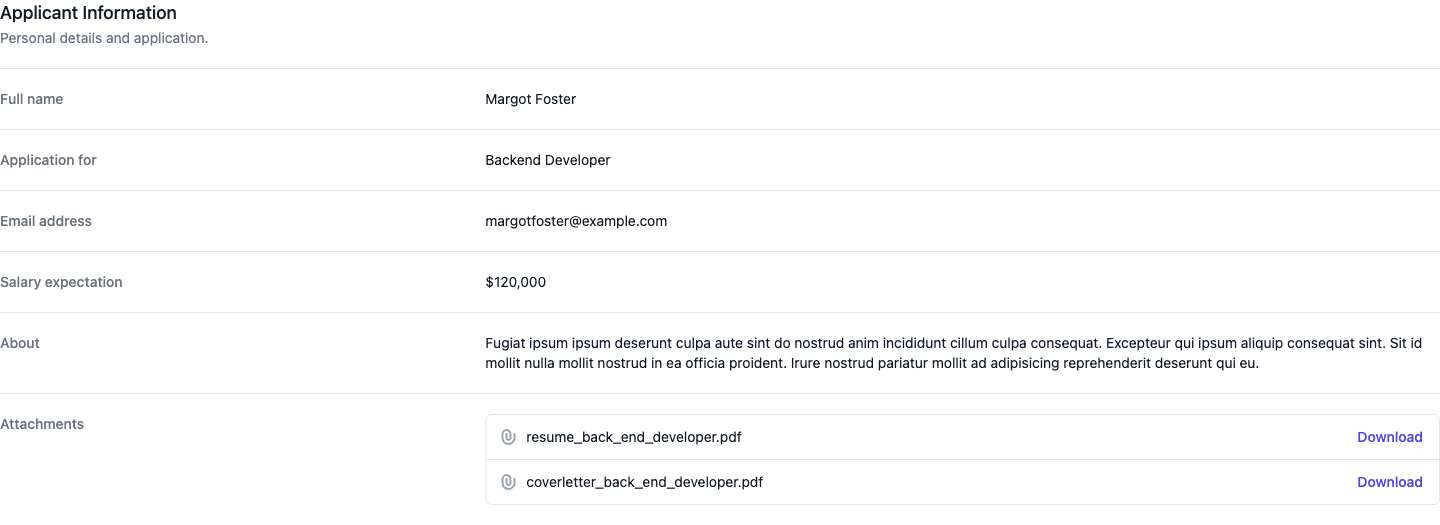 Applicant Information
Personal details and application.
Full name
Margot Foster
Application for
Backend Developer
Email address
margotfoster@example.com
Salary expectation
$120,000
About
Fugiat ipsum ipsum deserunt culpa aute sint do nostrud anim incididunt cillum culpa consequat. Excepteur qui ipsum aliquip consequat sint. Sit id
mollit nulla mollit nostrud in ea officia proident. Irure nostrud pariatur mollit ad adipisicing reprehenderit deserunt qui eu.
Attachments
resume_back_end_developer.pdf
Download
coverletter_back_end_developer.pdf
Download